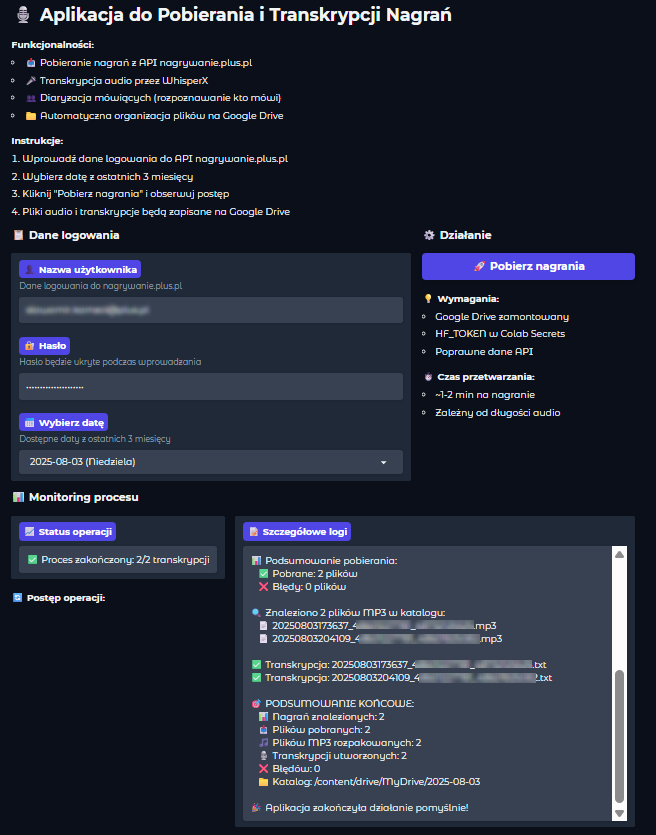 Aplikacja do Pobierania i Transkrypcji Nagrań
Funkcjonalności:
Pobieranie nagrań z API nagrywanie.plus.pl
Transkrypcja audio przez WhisperX
Diaryzacja mówiących (rozpoznawanie kto mówi)
Automatyczna organizacja plików na Google Drive
Instrukcje:
1. Wprowadź dane logowania do API nagrywanie.plus.pl
2. Wybierz datę z ostatnich 3 miesięcy
3. Kliknij "Pobierz nagrania" i obserwuj postęp
4. Pliki audio i transkrypcje będą zapisane na Google Drive
Dane logowania
Nazwa użytkownika
Dane logowania do nagrywanie.plus.pl
Hasło
Hasło będzie ukryte podczas wprowadzania
Wybierz datę
Dostępne daty z ostatnich 3 miesięcy
2025-08-03 (Niedziela)
Działanie
Pobierz nagrania
Wymagania:
Google Drive zamontowany
HF_TOKEN w Colab Secrets
Poprawne dane API
Czas przetwarzania:
~1-2 min na nagranie
Zależny od długości audio
Monitoring procesu
Status operacji
Proces zakończony: 2/2 transkrypcji
Postęp operacji:
Szczegółowe logi
Podsumowanie pobierania:
Pobrane: 2 plików
Błędy: 0 plików
Znaleziono 2 plików MP3 w katalogu:
20250803173637_4 .mp3
20250803204109_4 .mp3
Transkrypcja: 20250803173637_4 .txt
Transkrypcja: 20250803204109_4 2.txt
PODSUMOWANIE KOŃCOWE:
Nagrań znalezionych: 2
Plików pobranych: 2
Plików MP3 rozpakowanych: 2
Transkrypcji utworzonych: 2
Błędów: 0
Katalog: /content/drive/MyDrive/2025-08-03
Aplikacja zakończyła działanie pomyślnie!